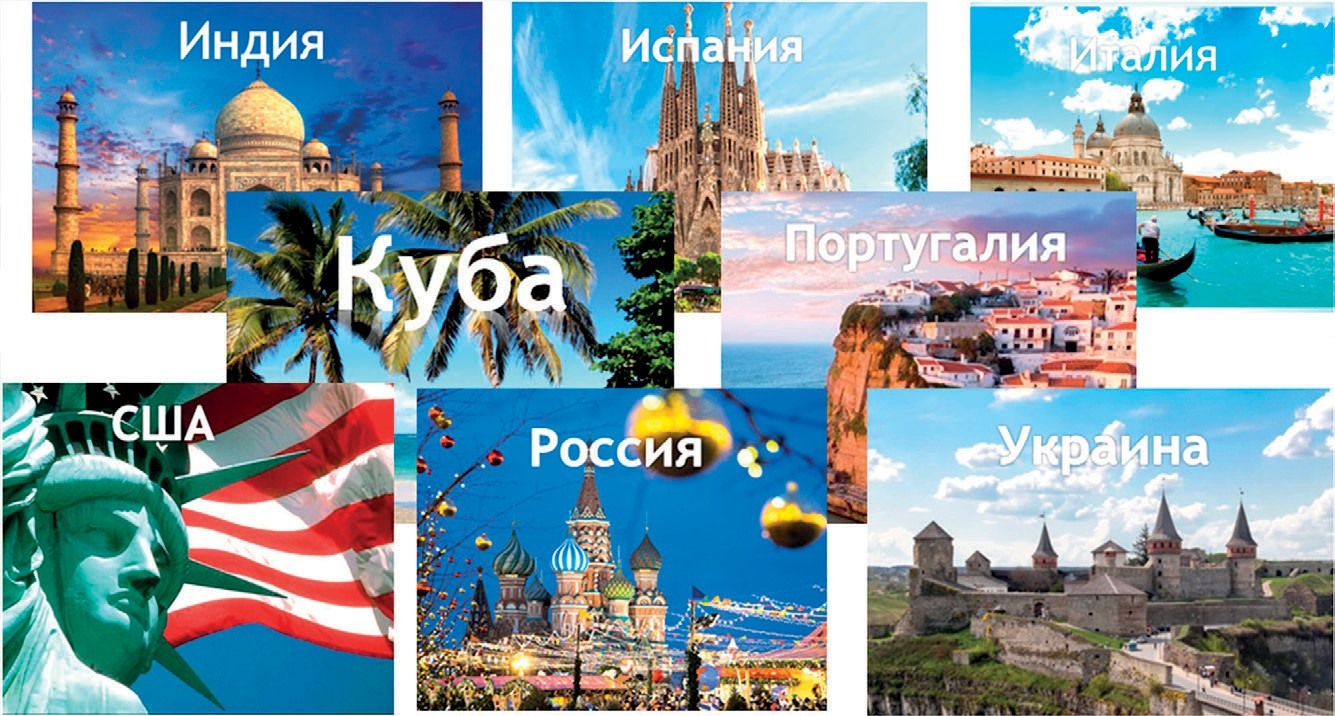 Индия
Испания
Италия
Куба
Португалия
США
Россия
Украина